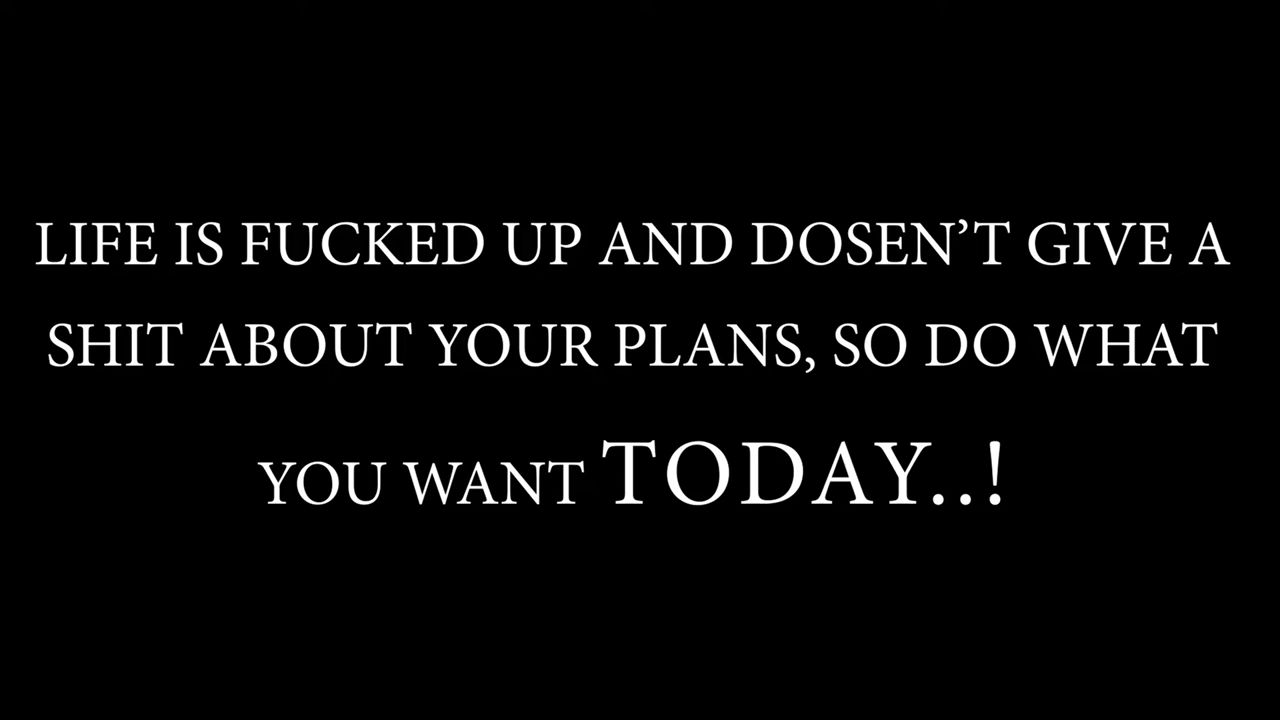 LIFE IS FUCKED UP AND DOSEN’T GIVE A
SHIT ABOUT YOUR PLANS, SO DO WHAT
YOU WANT TODAY..!